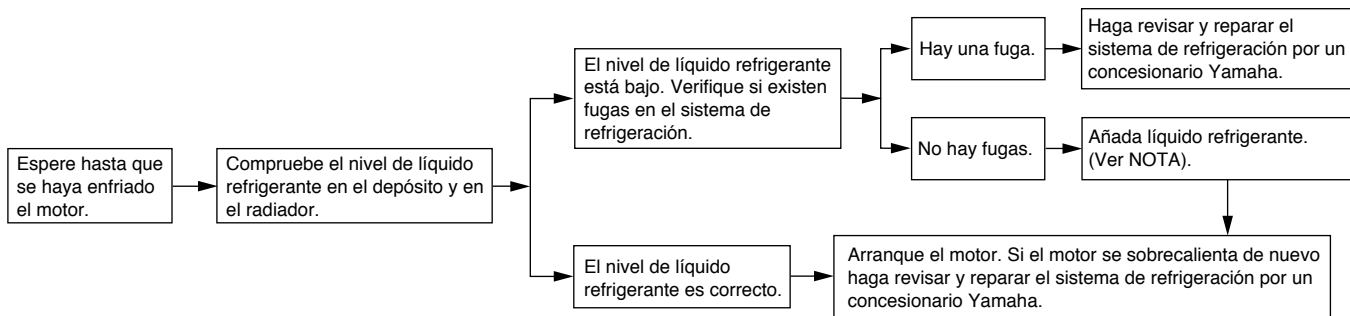 Espere hasta que
se haya enfriado
el motor.
Compruebe el nivel de líquido
refrigerante en el depósito y en
el radiador.
El nivel de líquido refrigerante
está bajo. Verifique si existen
fugas en el sistema de
refrigeración.
Hay una fuga.
Haga revisar y reparar el
sistema de refrigeración por un
concesionario Yamaha.
No hay fugas.
Añada líquido refrigerante.
(Ver NOTA).
El nivel de líquido
refrigerante es correcto.
Arranque el motor. Si el motor se sobrecalienta de nuevo
haga revisar y reparar el sistema de refrigeración por un
concesionario Yamaha.